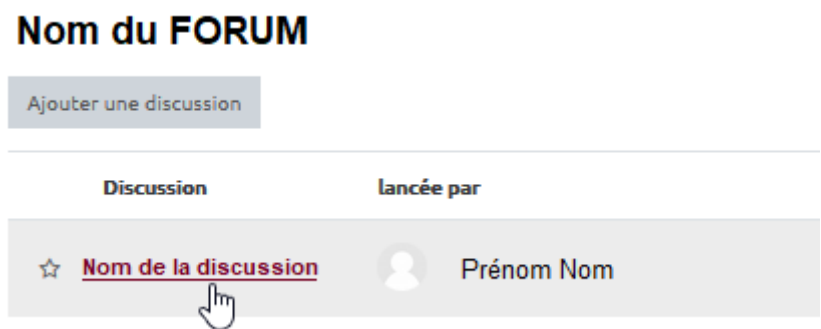 Nom du FORUM
Ajouter une discussion
Discussion lancée par
Nom de la discussion Prénom Nom